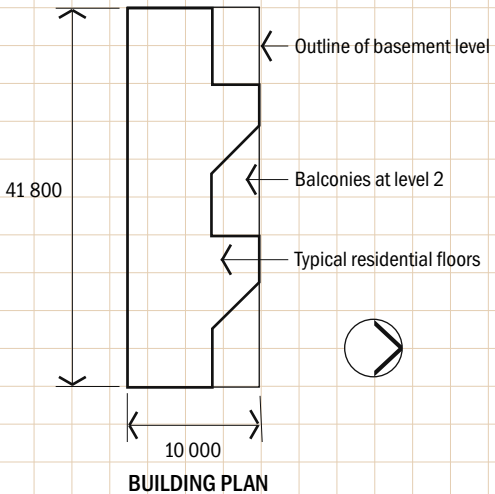 Outline of basement level
Balconies at level 2
41 800
Typical residential floors
10 000
BUILDING PLAN